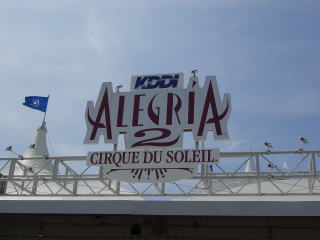 KDDI
ALEGRIA
2
CIRQUE DU SOLEIL